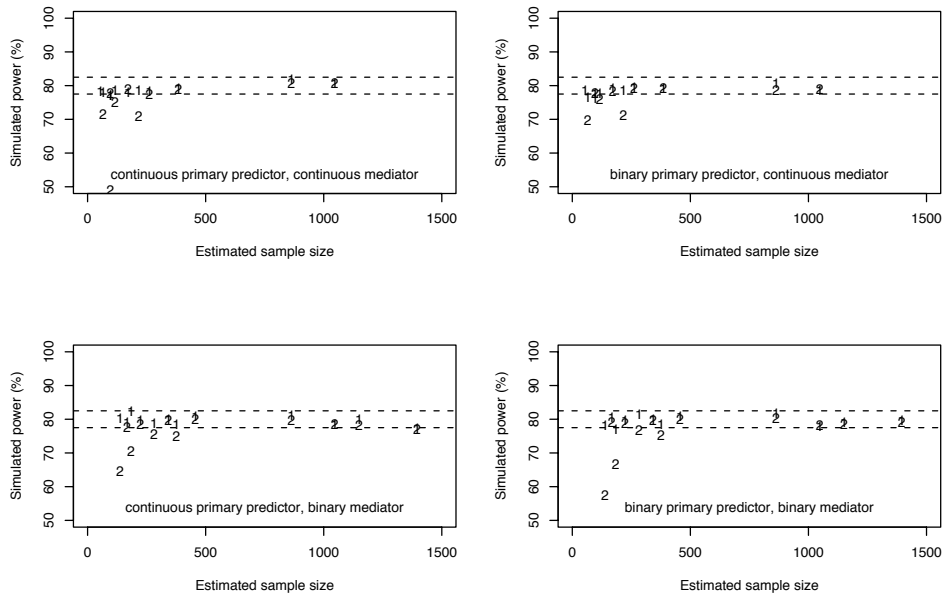 Simulated power (%)
100
90
80
70
60
50
continuous primary predictor, continuous mediator
0 500 1000 1500
Estimated sample size
Simulated power (%)
100
90
80
70
60
50
binary primary predictor, continuous mediator
0 500 1000 1500
Estimated sample size
Simulated power (%)
100
90
80
70
60
50
continuous primary predictor, binary mediator
0 500 1000 1500
Estimated sample size
Simulated power (%)
100
90
80
70
60
50
binary primary predictor, binary mediator
0 500 1000 1500
Estimated sample size